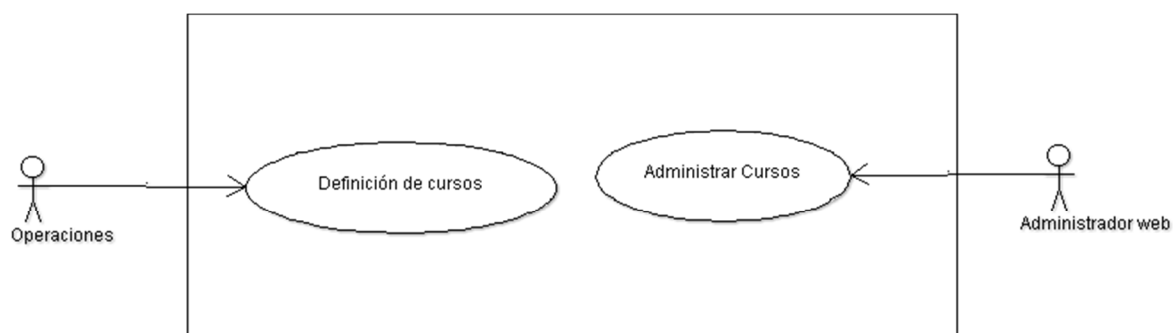 Definición de cursos
Administrar Cursos
Operaciones
Administrador web